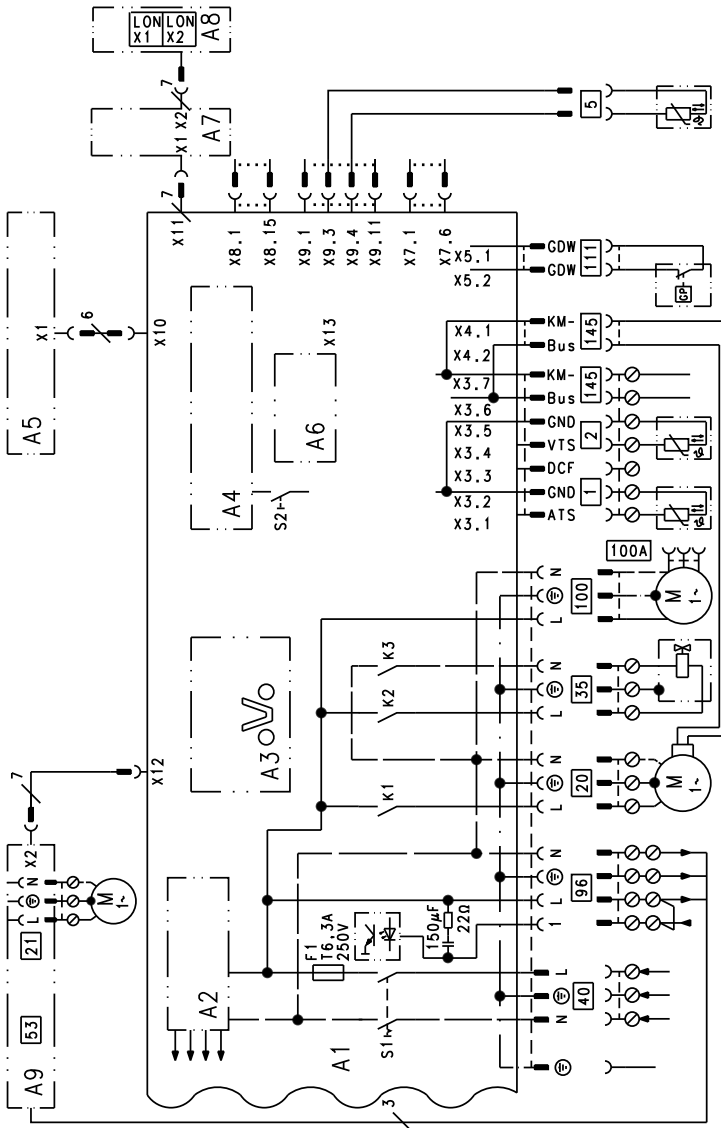 LON LON
X1 X2
A8
7
X1 X2
A7
7
X11
X1
A5
6
X10
X8.1
X8.15
X9.1
X9.3
X9.4
X9.11
X7.1
X7.6
5
ϑ
X13
A6
A4
S2
X5.1
X5.2
GDW
GDW
111
GP
X4.1
X4.2
KM-
Bus
145
X3.7
X3.6
KM-
Bus
145
X3.5
X3.4
X3.3
X3.2
X3.1
GND
VTS
DCF
GND
ATS
2
1
ϑ
ϑ
100A
N
L
100
M
1~
K3
K2
N
L
35
A3
X12
7
K1
N
L
20
M
1~
X2
N
L
21
M
1~
53
A9
A2
F1
T6,3A
250V
150µF
22Ω
N
L
1
96
A1
S1
L
N
40
3